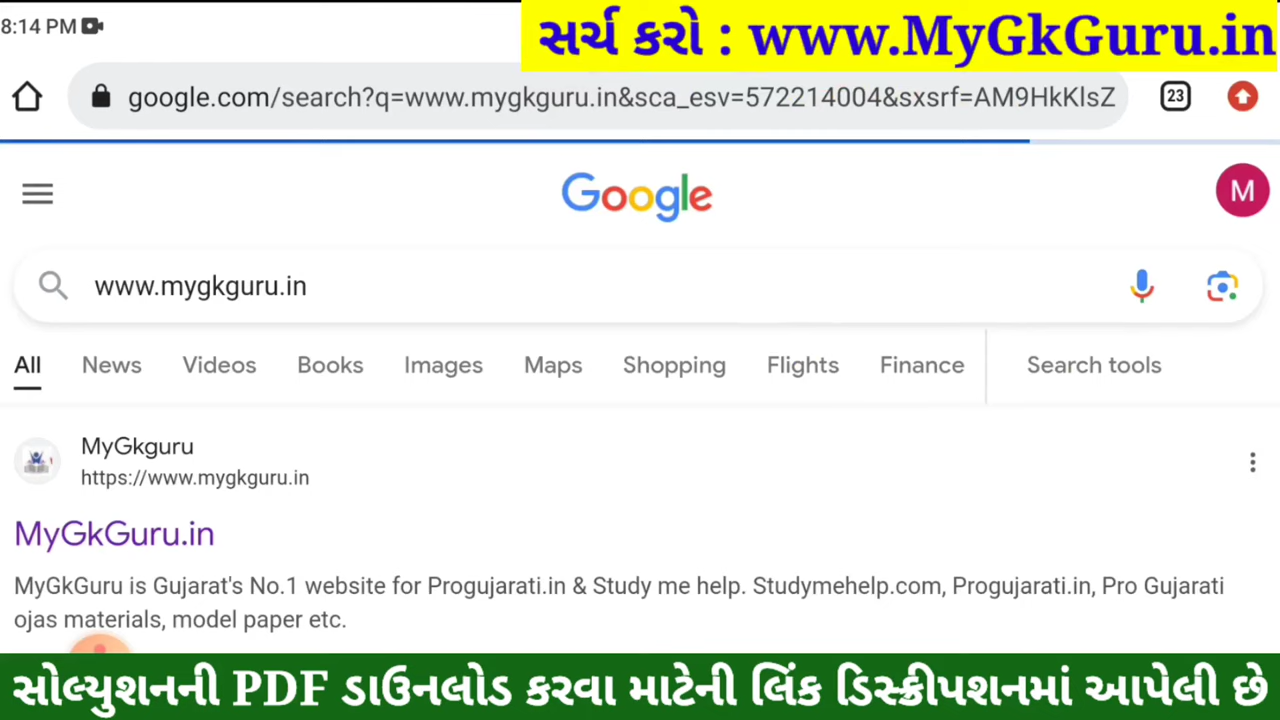 8:14 PM
સર્ચ કરો : www.MyGkGuru.in
google.com/search?q=www.mygkguru.in&sca_esv=572214004&sxsrf=AM9HkKlsZ
23
Google
M
www.mygkguru.in
All News Videos Books Images Maps Shopping Flights Finance Search tools
MyGkguru
https://www.mygkguru.in
MyGkGuru.in
MyGkGuru is Gujarat's No.1 website for Progujarati.in & Study me help. Studymehelp.com, Progujarati.in, Pro Gujarati
ojas materials, model paper etc.
સોલ્યુશનની PDF ડાઉનલોડ કરવા માટેની લિંક ડિસ્ક્રીપશનમાં આપેલી છે